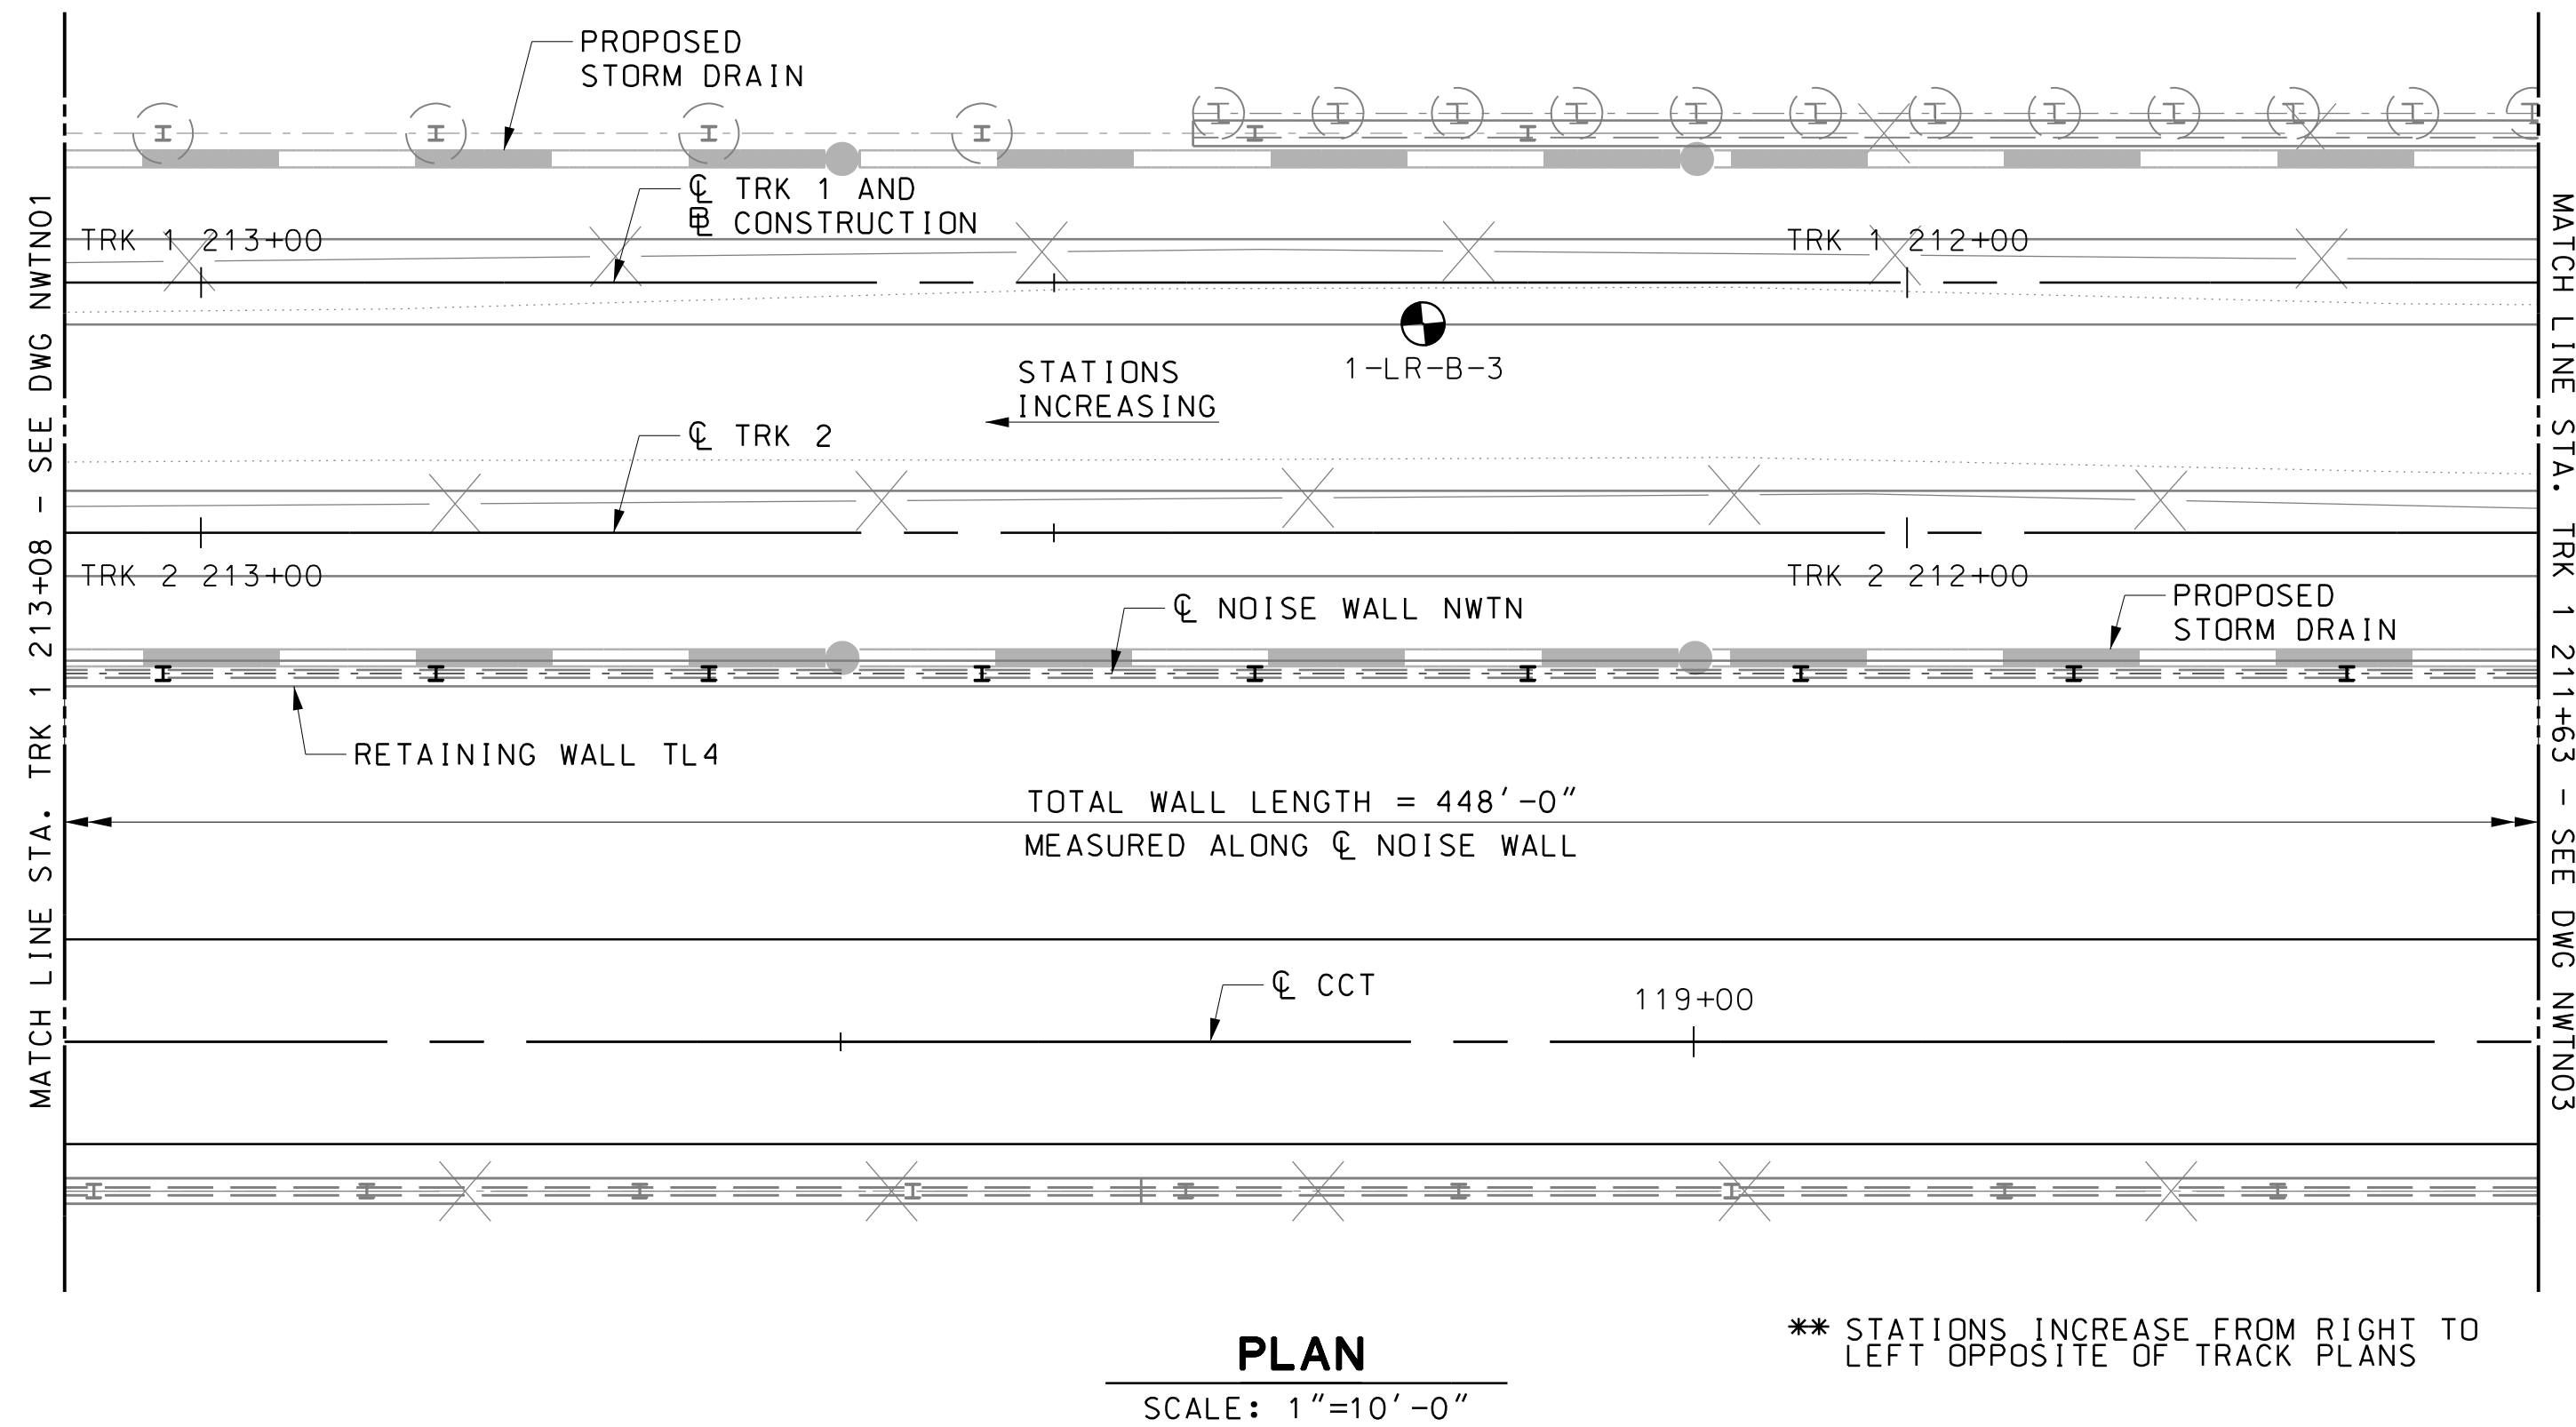 PROPOSED
STORM DRAIN
℄ TRK 1 AND
BL CONSTRUCTION
TRK 1 213+00
TRK 1 212+00
1-LR-B-3
STATIONS
INCREASING
℄ TRK 2
TRK 2 213+00
TRK 2 212+00
℄ NOISE WALL NWTN
PROPOSED
STORM DRAIN
RETAINING WALL TL4
TOTAL WALL LENGTH = 448'-0"
MEASURED ALONG ℄ NOISE WALL
℄ CCT
119+00
MATCH LINE STA. TRK 1 213+08 - SEE DWG NWTN01
MATCH LINE STA. TRK 1 211+63 - SEE DWG NWTN03
PLAN
SCALE: 1"=10'-0"
** STATIONS INCREASE FROM RIGHT TO
LEFT OPPOSITE OF TRACK PLANS